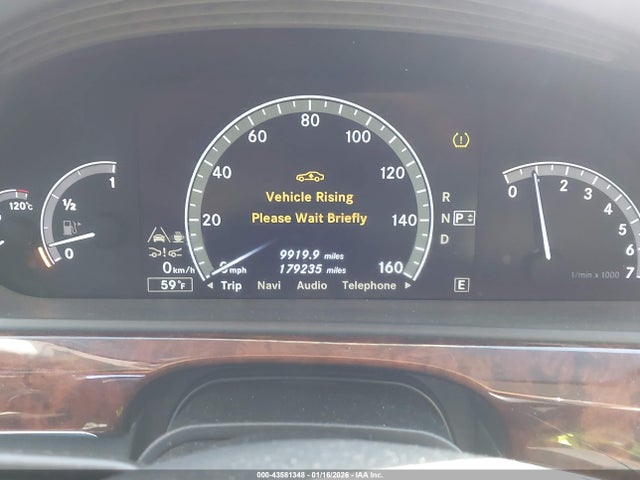 120°C
1
½
0
0
20
40
60
80
100
120
140
160
mph
Vehicle Rising
Please Wait Briefly
9919.9 miles
179235 miles
0 km/h
59°F
Trip Navi Audio Telephone
R
N P
D
E
0
2
3
4
5
6
7
1/min x 1000
000-43581348 - 01/16/2026 - IAA Inc.